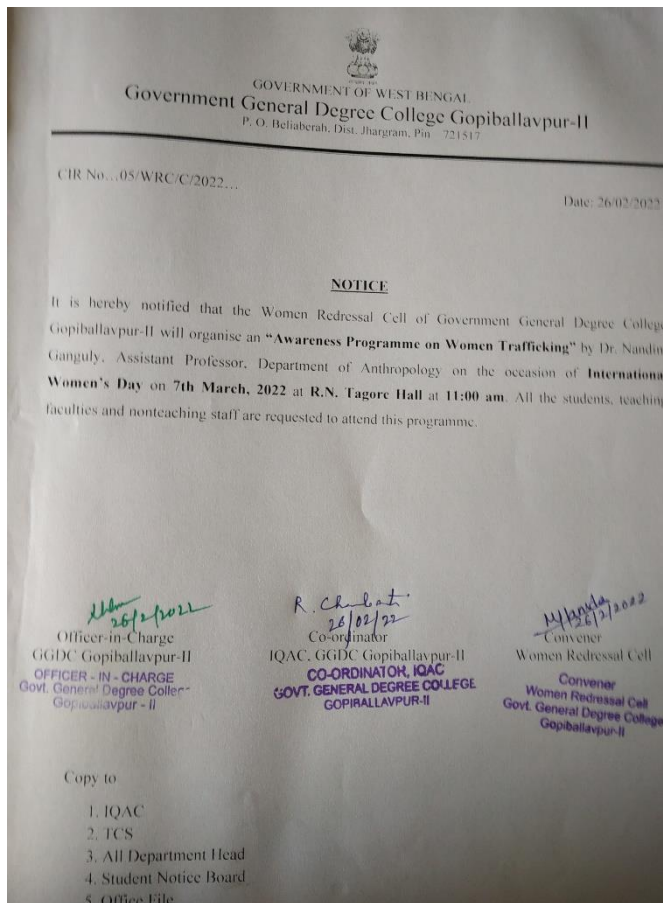 GOVERNMENT OF WEST BENGAL
Government General Degree College Gopiballavpur-II
P. O. Beliaberah, Dist. Jhargram, Pin 721517
CIR No...05/WRC/C/2022...
Date: 26/02/2022
NOTICE
It is hereby notified that the Women Redressal Cell of Government General Degree College
Gopiballavpur-II will organise an “Awareness Programme on Women Trafficking” by Dr. Nandin
Ganguly, Assistant Professor, Department of Anthropology on the occasion of Internationa
Women’s Day on 7th March, 2022 at R.N. Tagore Hall at 11:00 am. All the students, teaching
faculties and nonteaching staff are requested to attend this programme.
26/2/2022
R.
26/02/22
26/2/2022
Officer-in-Charge
Co-ordinator
Convener
GGDC Gopiballavpur-II
IQAC, GGDC Gopiballavpur-II
Women Redressal Cell
OFFICER - IN - CHARGE
Govt. General Degree College
Gopiballavpur - II
CO-ORDINATOR, IQAC
GOVT. GENERAL DEGREE COLLEGE
GOPIBALLAVPUR-II
Convener
Women Redressal Cell
Govt. General Degree College
Gopiballavpur-II
Copy to
1. IQAC
2. TCS
3. All Department Head
4. Student Notice Board
5. Office File